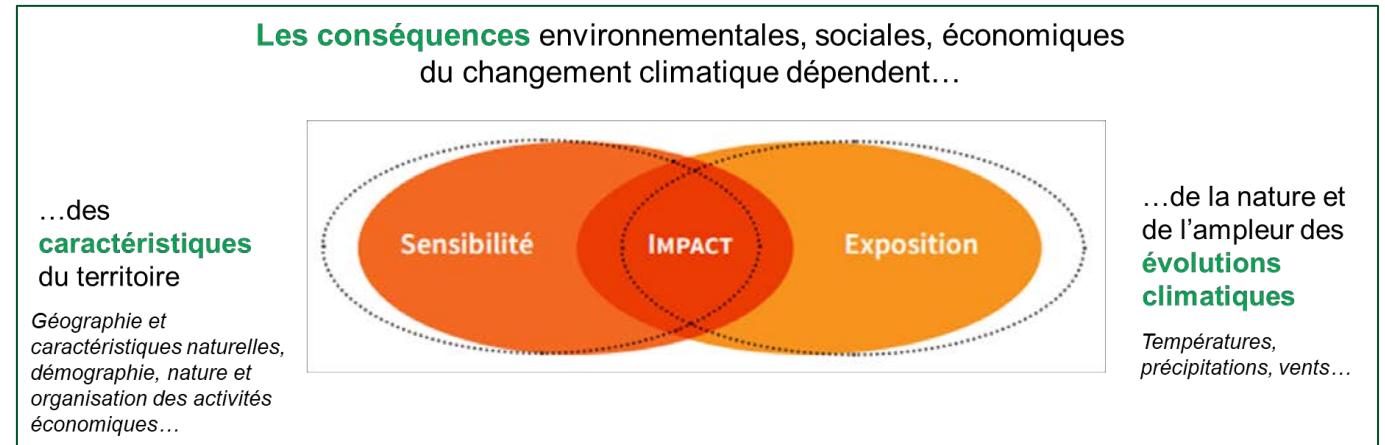 Les conséquences environnementales, sociales, économiques
du changement climatique dépendent…
…des
caractéristiques
du territoire
Géographie et
caractéristiques naturelles,
démographie, nature et
organisation des activités
économiques…
Sensibilité
IMPACT
Exposition
…de la nature et
de l’ampleur des
évolutions
climatiques
Températures,
précipitations, vents…